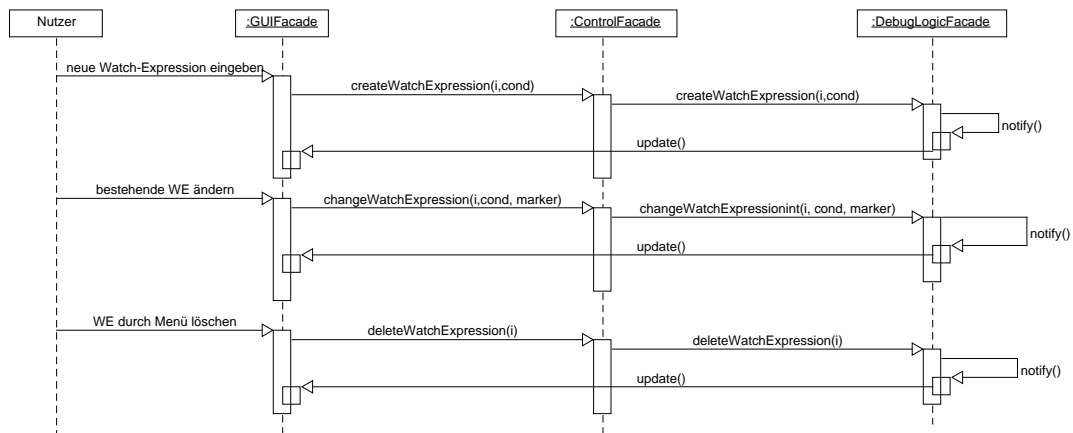 Nutzer
:GUIFacade
:ControlFacade
:DebugLogicFacade
neue Watch-Expression eingeben
createWatchExpression(i,cond)
createWatchExpression(i,cond)
notify()
update()
bestehende WE ändern
changeWatchExpression(i,cond, marker)
changeWatchExpressionint(i, cond, marker)
notify()
update()
WE durch Menü löschen
deleteWatchExpression(i)
deleteWatchExpression(i)
notify()
update()